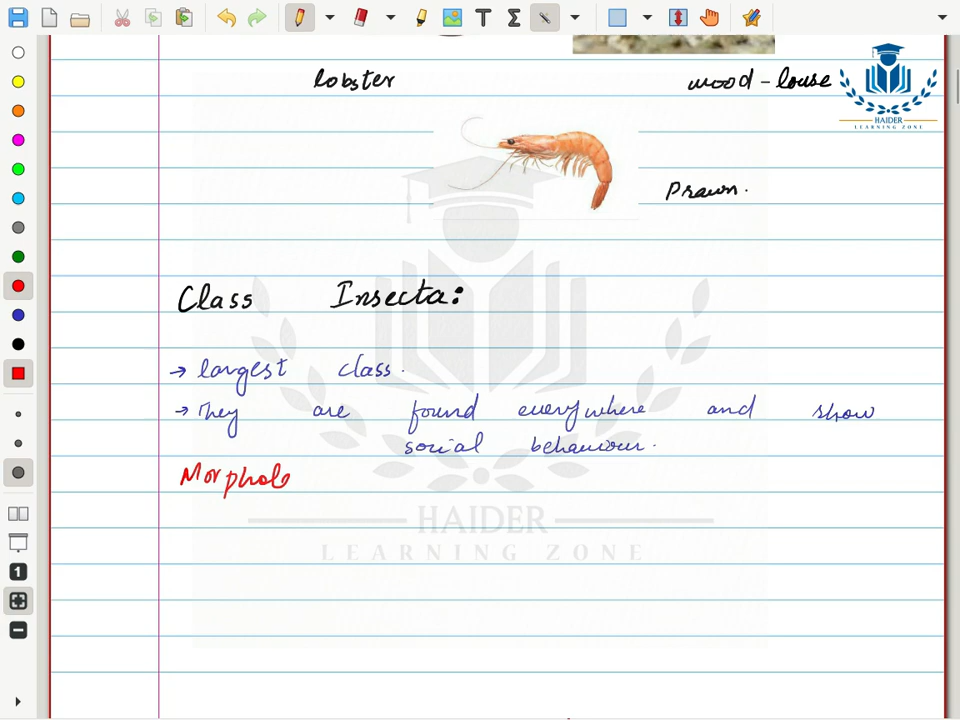 lobster
wood-louse
HAIDER
LEARNING ZONE
Prawn.
Class Insecta:
→ largest class.
→ They are found everywhere and show
social behaviour.
Morpholo
HAIDER
LEARNING ZONE